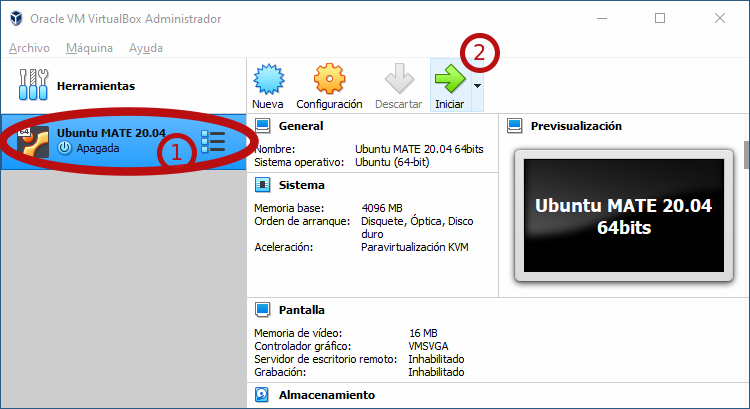 Oracle VM VirtualBox Administrador
Archivo Máquina Ayuda
Herramientas
Nueva Configuración Descartar Iniciar
2
64
Ubuntu MATE 20.04
Apagada
1
General
Nombre: Ubuntu MATE 20.04 64bits
Sistema operativo: Ubuntu (64-bit)
Sistema
Memoria base: 4096 MB
Orden de arranque: Disquete, Óptica, Disco
duro
Aceleración: Paravirtualización KVM
Previsualización
Ubuntu MATE 20.04
64bits
Pantalla
Memoria de vídeo: 16 MB
Controlador gráfico: VMSVGA
Servidor de escritorio remoto: Inhabilitado
Grabación: Inhabilitado
Almacenamiento